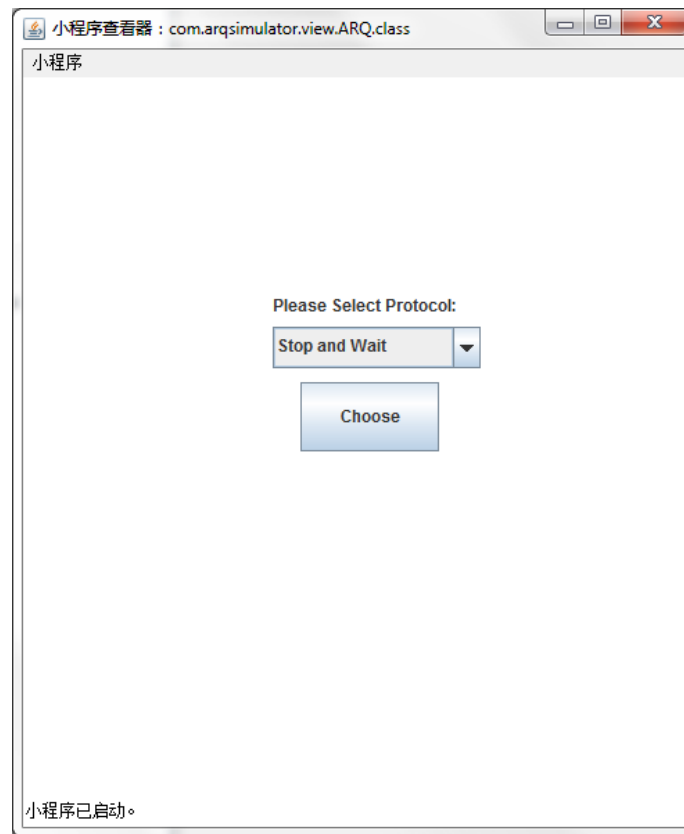 小程序查看器：com.arqsimulator.view.ARQ.class
小程序
Please Select Protocol:
Stop and Wait
Choose
小程序已启动。